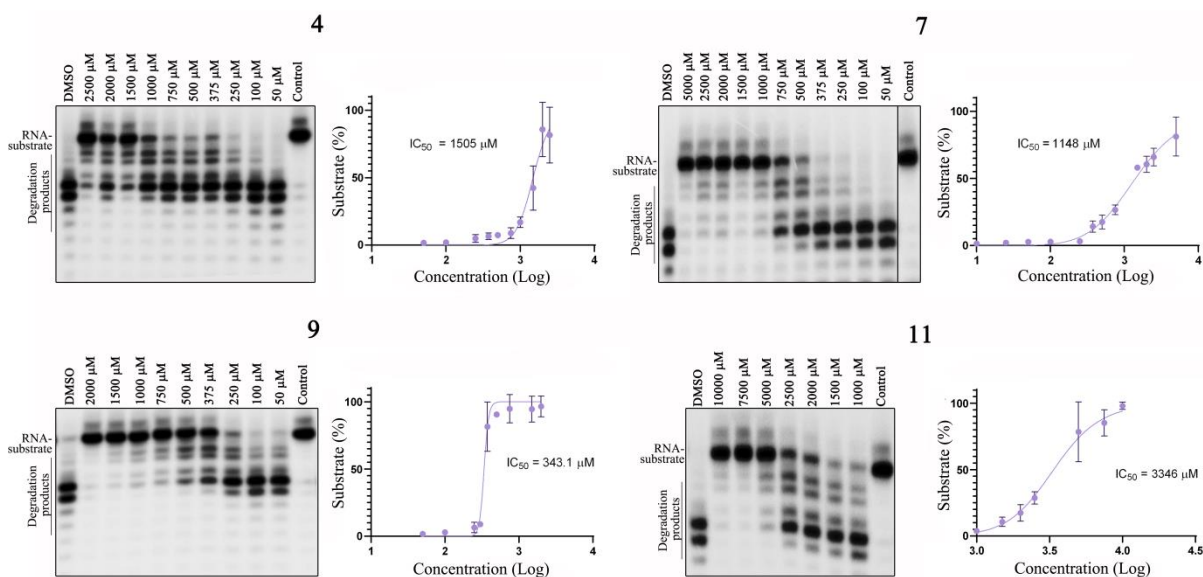 4
DMSO
2500 µM
2000 µM
1500 µM
1000 µM
750 µM
500 µM
375 µM
250 µM
100 µM
50 µM
Control
RNA-
substrate
Degradation
products
Substrate (%)
100
50
0
IC50 = 1505 µM
1
2
3
4
Concentration (Log)
7
DMSO
5000 µM
2500 µM
2000 µM
1500 µM
1000 µM
750 µM
500 µM
375 µM
250 µM
100 µM
50 µM
Control
RNA-
substrate
Degradation
products
Substrate (%)
100
50
0
IC50 = 1148 µM
1
2
3
4
Concentration (Log)
9
DMSO
2000 µM
1500 µM
1000 µM
750 µM
500 µM
375 µM
250 µM
100 µM
50 µM
Control
RNA-
substrate
Degradation
products
Substrate (%)
100
50
0
IC50 = 343.1 µM
1
2
3
4
Concentration (Log)
11
DMSO
10000 µM
7500 µM
5000 µM
2500 µM
2000 µM
1500 µM
1000 µM
Control
RNA-
substrate
Degradation
products
Substrate (%)
100
50
0
IC50 = 3346 µM
3.0
3.5
4.0
4.5
Concentration (Log)